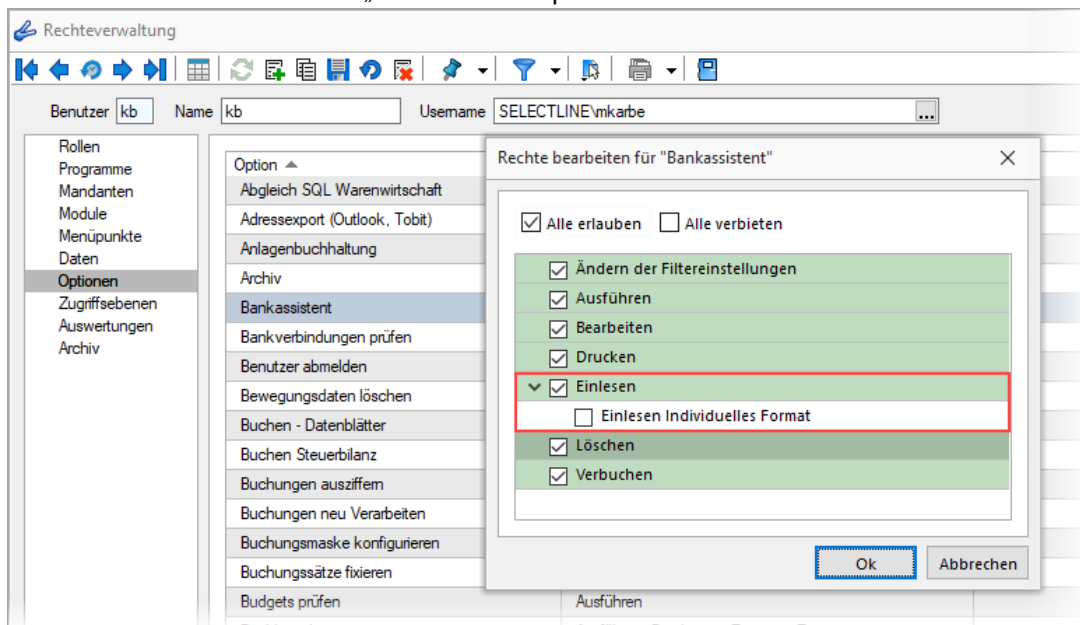 Rechteverwaltung
Benutzer kb Name kb Username SELECTLINE\mkarbe ...
Rollen
Programme
Mandanten
Module
Menüpunkte
Daten
Optionen
Zugriffsebenen
Auswertungen
Archiv
Option
Abgleich SQL Warenwirtschaft
Adressexport (Outlook, Tobit)
Anlagenbuchhaltung
Archiv
Bankassistent
Bankverbindungen prüfen
Benutzer abmelden
Bewegungsdaten löschen
Buchen - Datenblätter
Buchen Steuerbilanz
Buchungen ausziffern
Buchungen neu Verarbeiten
Buchungsmaske konfigurieren
Buchungssätze fixieren
Budgets prüfen Ausführen
Rechte bearbeiten für "Bankassistent"
Alle erlauben Alle verbieten
Ändern der Filtereinstellungen
Ausführen
Bearbeiten
Drucken
Einlesen
Einlesen Individuelles Format
Löschen
Verbuchen
Ok Abbrechen